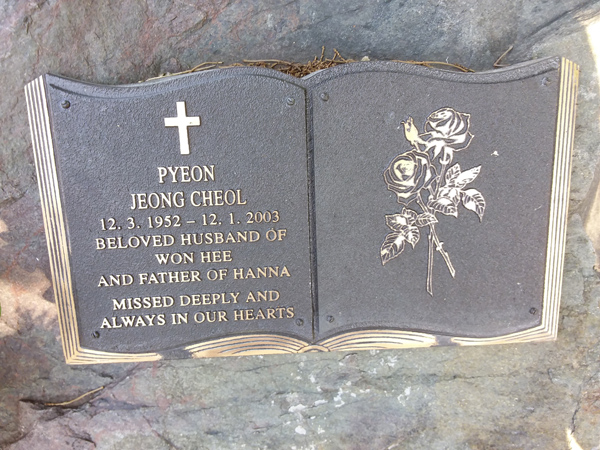 PYEON
JEONG CHEOL
12. 3. 1952 – 12. 1. 2003
BELOVED HUSBAND OF
WON HEE
AND FATHER OF HANNA
MISSED DEEPLY AND
ALWAYS IN OUR HEARTS